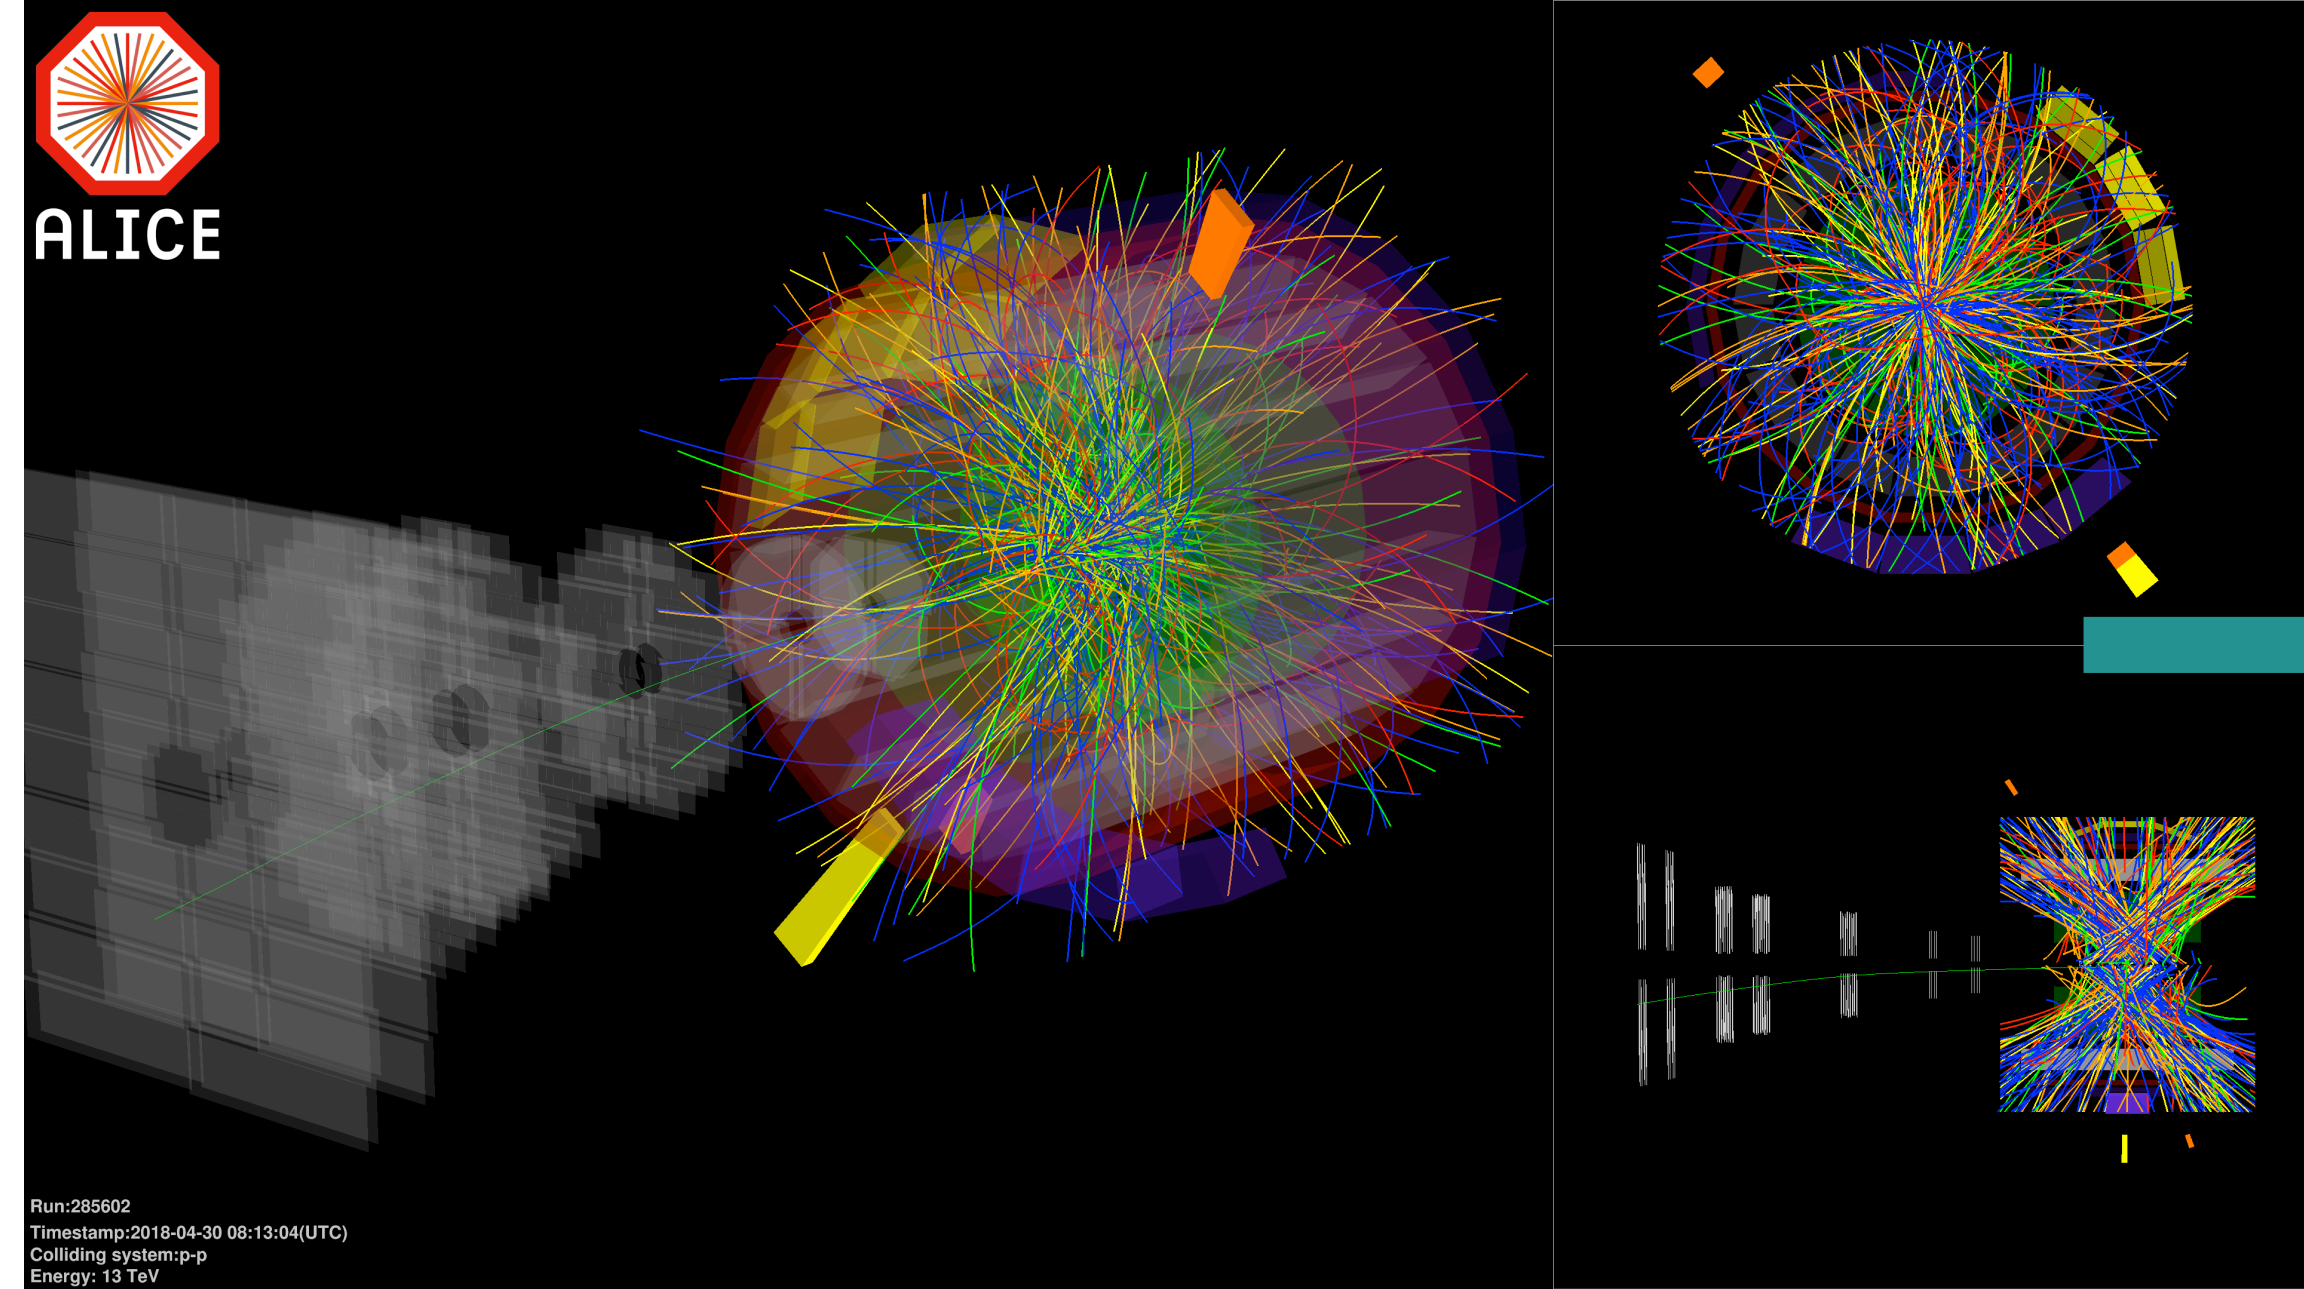 ALICE
Run:285602
Timestamp:2018-04-30 08:13:04(UTC)
Colliding system:p-p
Energy: 13 TeV